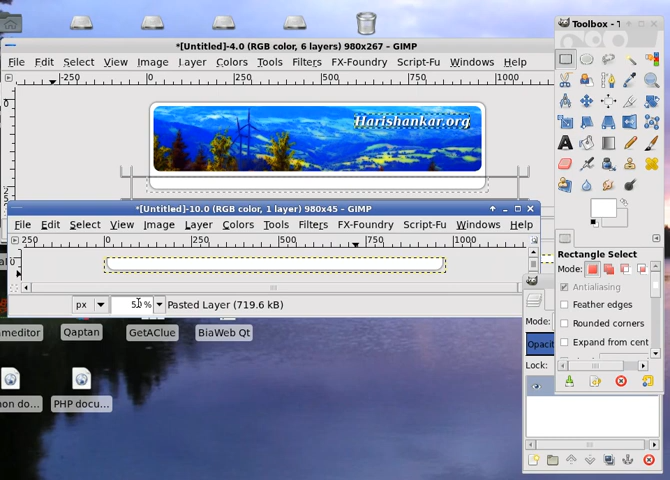 *[Untitled]-4.0 (RGB color, 6 layers) 980x267 – GIMP
File Edit Select View Image Layer Colors Tools Filters FX-Foundry Script-Fu Windows Help
-250 0 250 500 750 1000
Harishankar.org
*[Untitled]-10.0 (RGB color, 1 layer) 980x45 – GIMP
File Edit Select View Image Layer Colors Tools Filters FX-Foundry Script-Fu Windows Help
250 0 250 500 750 1000
px 50 % Pasted Layer (719.6 kB)
Qaptan GetAClue BiaWeb Qt
PHP docu...
Toolbox -
Rectangle Select
Mode:
Antialiasing
Feather edges
Rounded corners
Expand from cent
Mode:
Opacit
Lock: